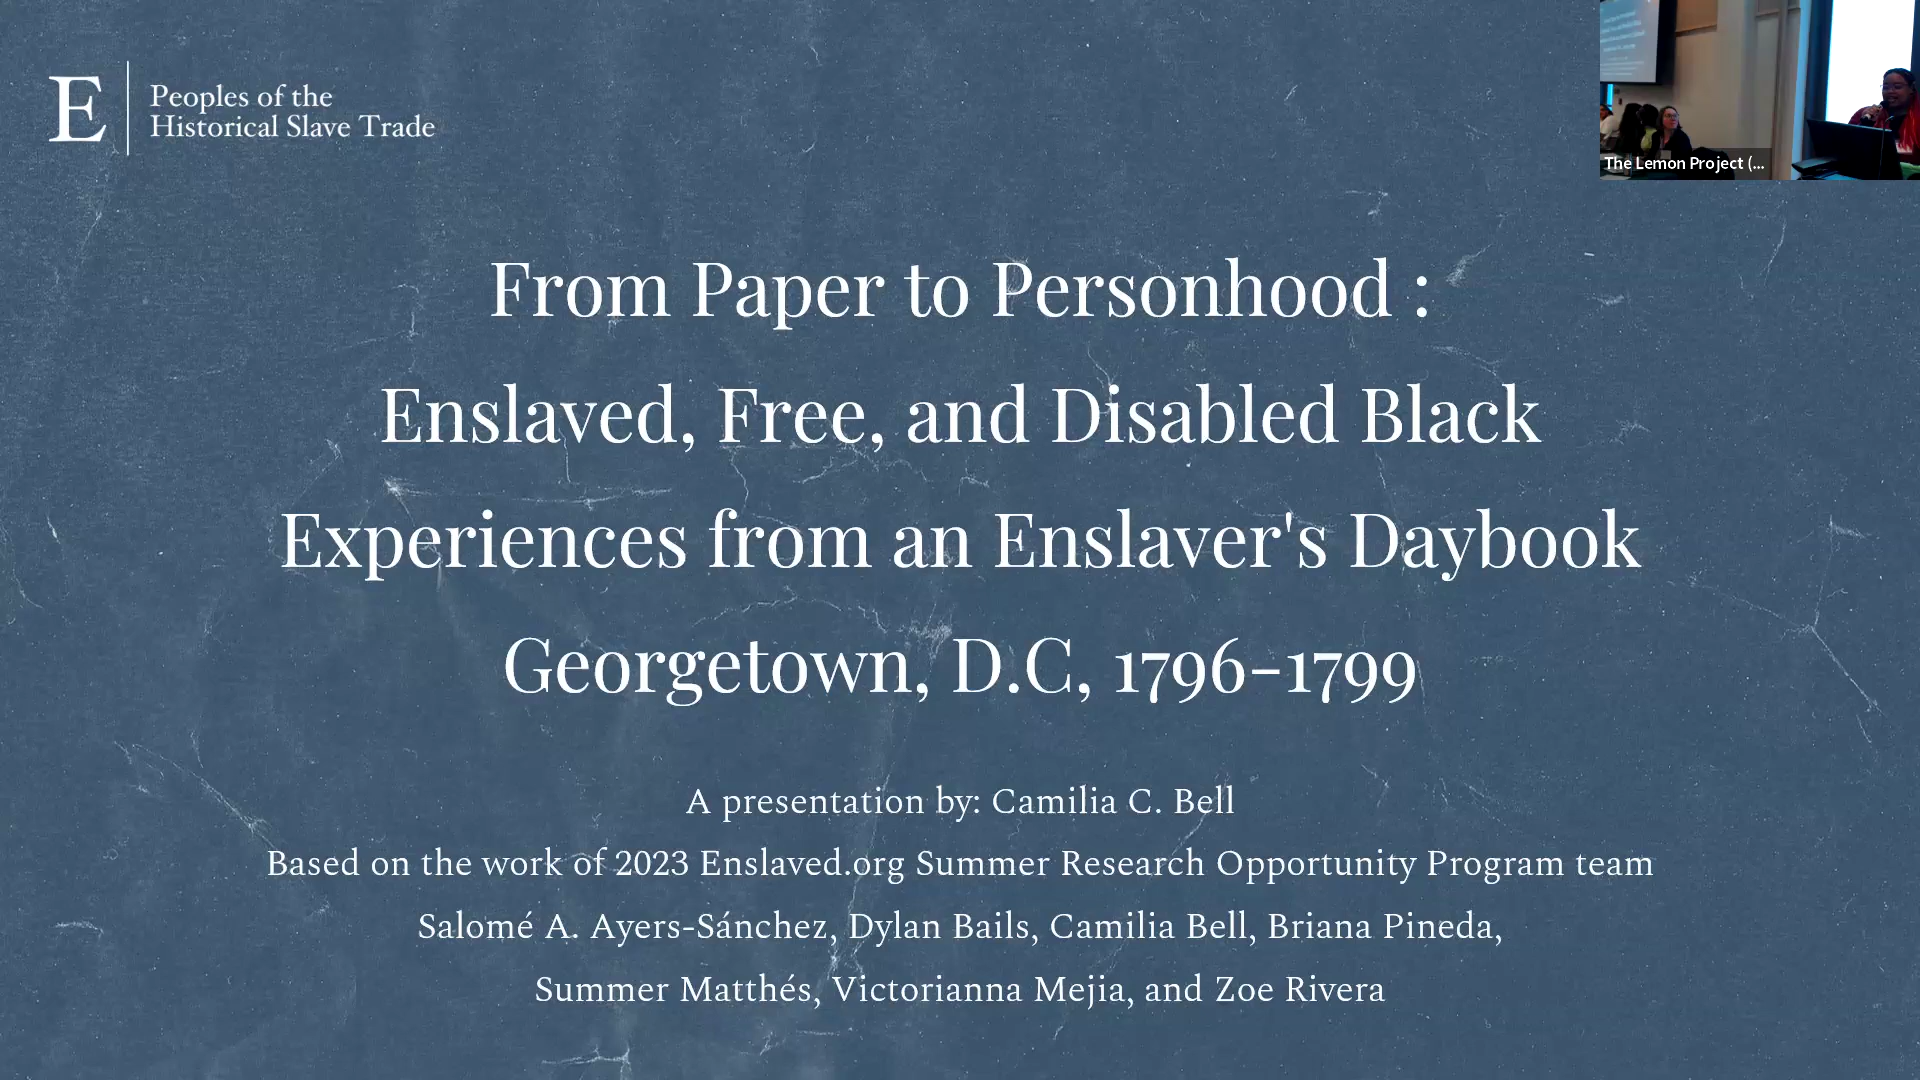 E
Peoples of the
Historical Slave Trade
The Lemon Project (...
From Paper to Personhood :
Enslaved, Free, and Disabled Black
Experiences from an Enslaver's Daybook
Georgetown, D.C, 1796-1799
A presentation by: Camilia C. Bell
Based on the work of 2023 Enslaved.org Summer Research Opportunity Program team
Salomé A. Ayers-Sánchez, Dylan Bails, Camilia Bell, Briana Pineda,
Summer Matthés, Victorianna Mejia, and Zoe Rivera